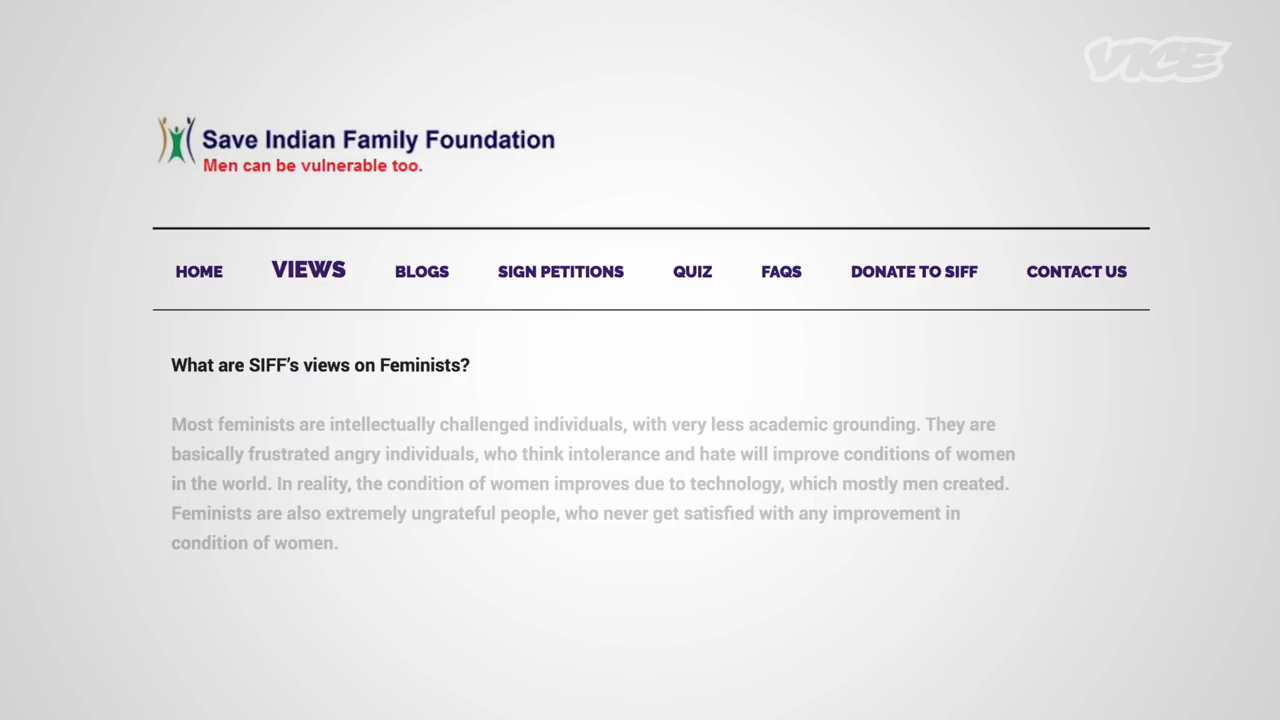 VICE
Save Indian Family Foundation
Men can be vulnerable too.
HOME VIEWS BLOGS SIGN PETITIONS QUIZ FAQS DONATE TO SIFF CONTACT US
What are SIFF's views on Feminists?
Most feminists are intellectually challenged individuals, with very less academic grounding. They are
basically frustrated angry individuals, who think intolerance and hate will improve conditions of women
in the world. In reality, the condition of women improves due to technology, which mostly men created.
Feminists are also extremely ungrateful people, who never get satisfied with any improvement in
condition of women.